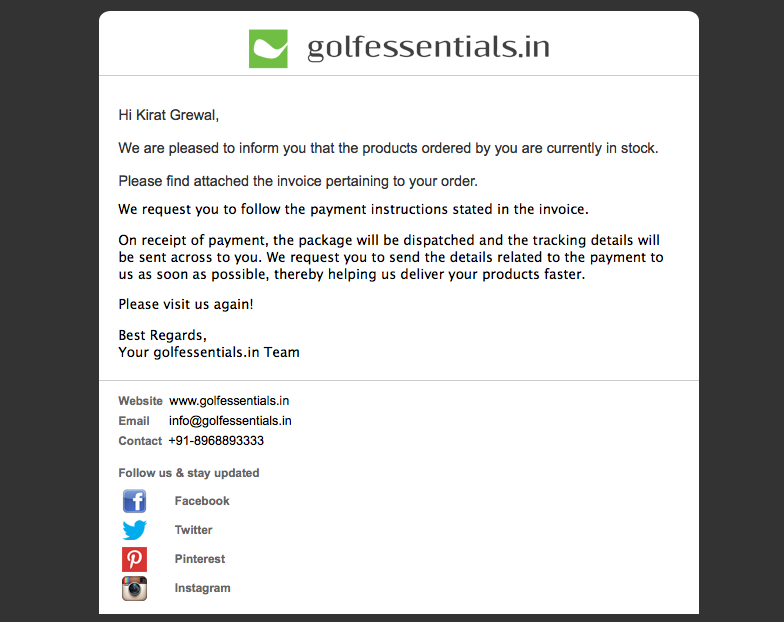 golfessentials.in
Hi Kirat Grewal,
We are pleased to inform you that the products ordered by you are currently in stock.
Please find attached the invoice pertaining to your order.
We request you to follow the payment instructions stated in the invoice.
On receipt of payment, the package will be dispatched and the tracking details will
be sent across to you. We request you to send the details related to the payment to
us as soon as possible, thereby helping us deliver your products faster.
Please visit us again!
Best Regards,
Your golfessentials.in Team
Website www.golfessentials.in
Email info@golfessentials.in
Contact +91-8968893333
Follow us & stay updated
Facebook
Twitter
Pinterest
Instagram